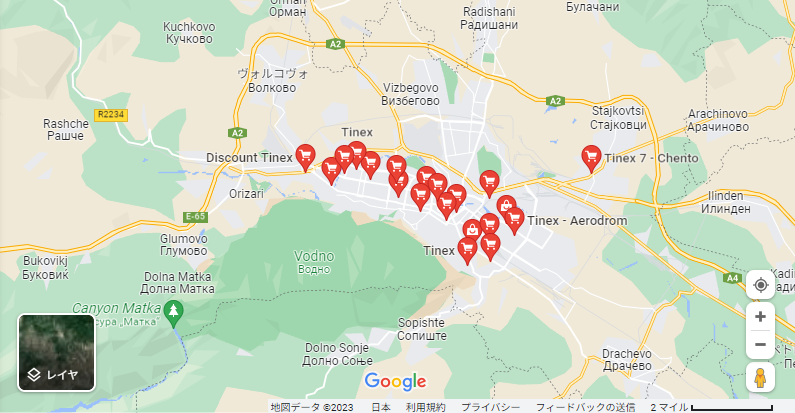 Orman
Орман
Radishani
Радишани
Булачани
Kuchkovo
Кучково
A2
ヴォルコヴォ
Волково
Vizbegovo
Визбегово
A2
R2234
Rashche
Рашче
A2
Stajkovtsi
Стајковци
Arachinovo
Арачиново
Tinex
Discount Tinex
Tinex 7 - Chento
Orizari
Ilinden
Илинден
E-65
Tinex - Aerodrom
Glumovo
Глумово
Tinex
Vodno
Водно
Bukovikj
Буковиќ
Dolna Matka
Долна Матка
A4
Canyon Matka
Sopishte
Сопиште
Dolno Sonje
Долно Соње
Drachevo
Драчево
レイヤ
Google
地図データ ©2023 日本 利用規約 プライバシー フィードバックの送信 2 マイル